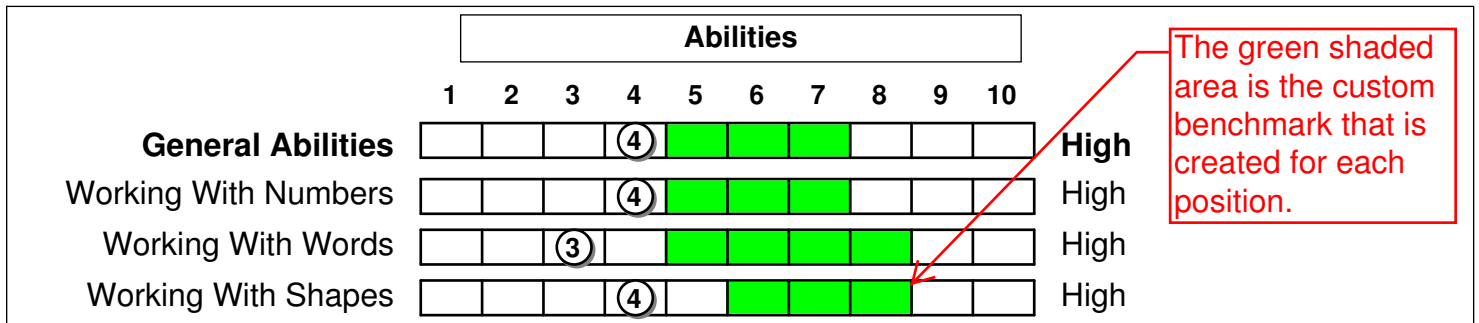 Abilities
1 2 3 4 5 6 7 8 9 10
General Abilities 4 High
Working With Numbers 4 High
Working With Words 3 High
Working With Shapes 4 High
The green shaded
area is the custom
benchmark that is
created for each
position.